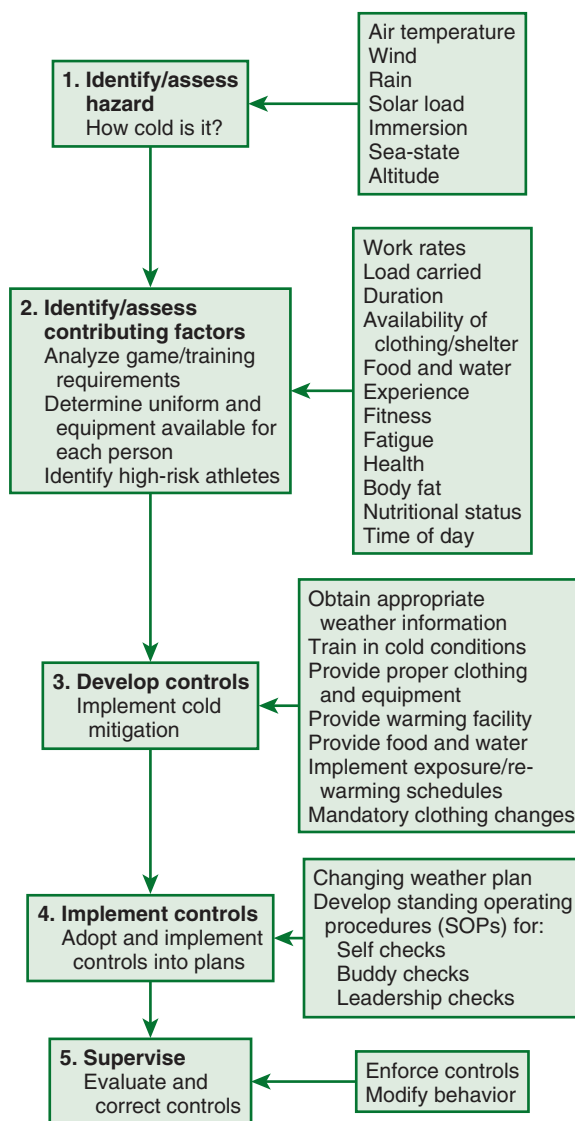 1. Identify/assess
hazard
How cold is it?
Air temperature
Wind
Rain
Solar load
Immersion
Sea-state
Altitude
2. Identify/assess
contributing factors
Analyze game/training
requirements
Determine uniform and
equipment available for
each person
Identify high-risk athletes
Work rates
Load carried
Duration
Availability of
clothing/shelter
Food and water
Experience
Fitness
Fatigue
Health
Body fat
Nutritional status
Time of day
3. Develop controls
Implement cold
mitigation
Obtain appropriate
weather information
Train in cold conditions
Provide proper clothing
and equipment
Provide warming facility
Provide food and water
Implement exposure/re-
warming schedules
Mandatory clothing changes
4. Implement controls
Adopt and implement
controls into plans
Changing weather plan
Develop standing operating
procedures (SOPs) for:
Self checks
Buddy checks
Leadership checks
5. Supervise
Evaluate and
correct controls
Enforce controls
Modify behavior